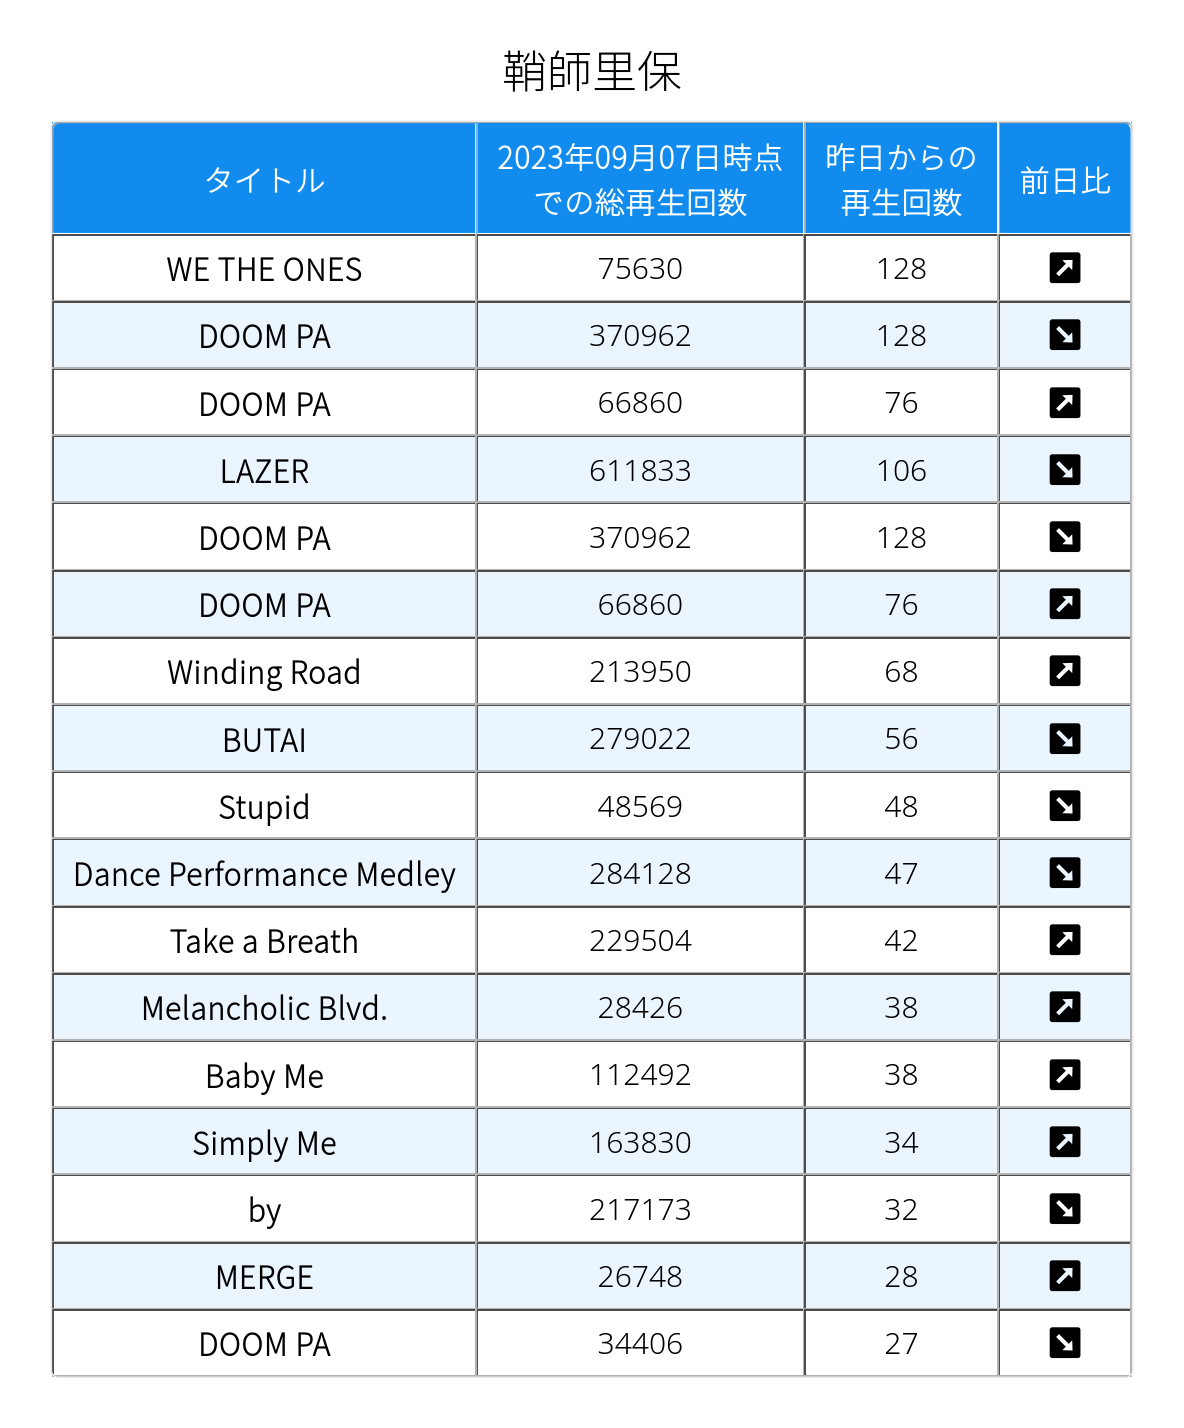 鞘師里保
タイトル 2023年09月07日時点 昨日からの 前日比
での総再生回数 再生回数
WE THE ONES 75630 128 ↗
DOOM PA 370962 128 ↘
DOOM PA 66860 76 ↗
LAZER 611833 106 ↘
DOOM PA 370962 128 ↘
DOOM PA 66860 76 ↗
Winding Road 213950 68 ↗
BUTAI 279022 56 ↘
Stupid 48569 48 ↘
Dance Performance Medley 284128 47 ↘
Take a Breath 229504 42 ↗
Melancholic Blvd. 28426 38 ↗
Baby Me 112492 38 ↗
Simply Me 163830 34 ↗
by 217173 32 ↘
MERGE 26748 28 ↗
DOOM PA 34406 27 ↘